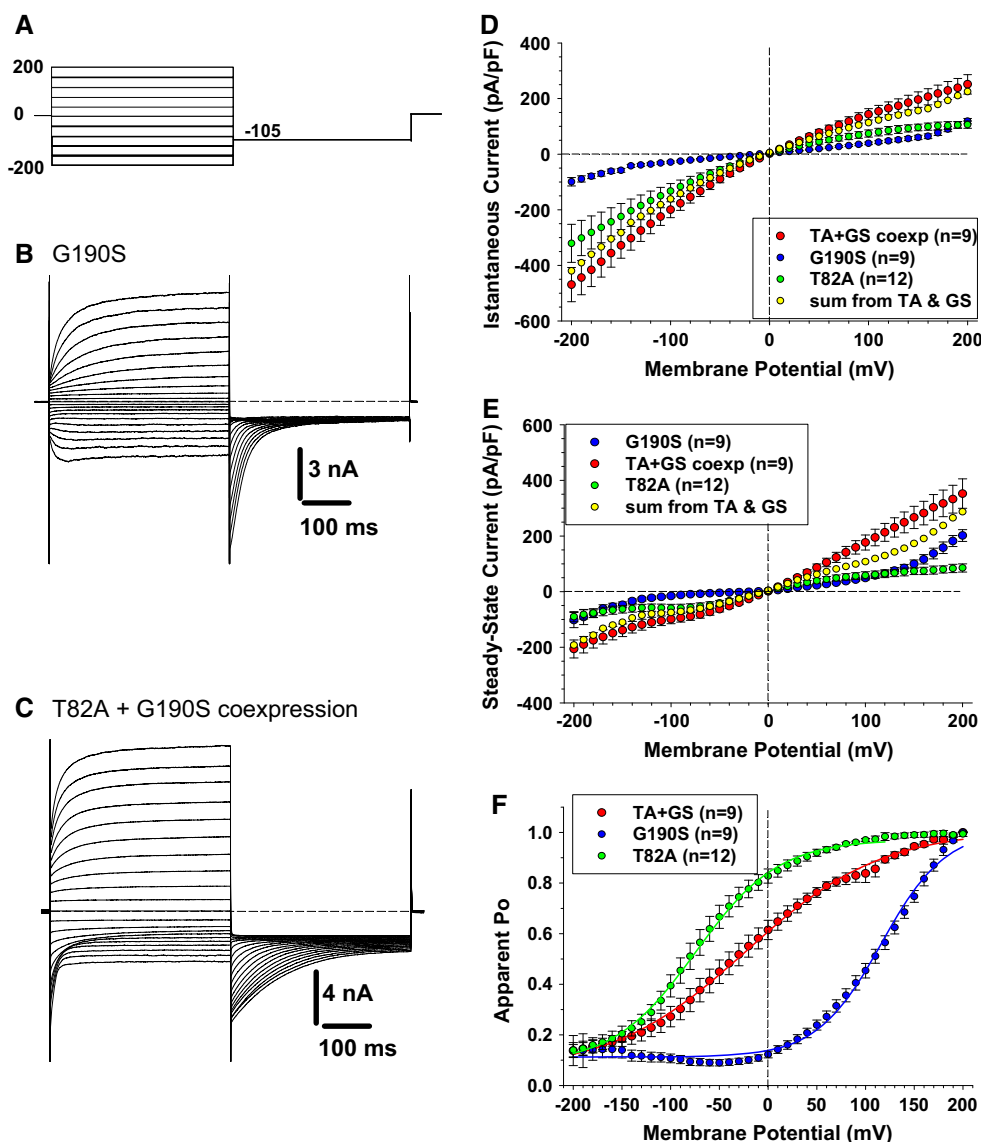 A
200
0
-200
-105
B G190S
3 nA
100 ms
C T82A + G190S coexpression
4 nA
100 ms
D
Istantaneous Current (pA/pF)
400
200
0
-200
-400
-600
TA+GS coexp (n=9)
G190S (n=9)
T82A (n=12)
sum from TA & GS
-200 -100 0 100 200
Membrane Potential (mV)
E
Steady-State Current (pA/pF)
600
400
200
0
-200
-400
G190S (n=9)
TA+GS coexp (n=9)
T82A (n=12)
sum from TA & GS
-200 -100 0 100 200
Membrane Potential (mV)
F
Apparent Po
1.0
0.8
0.6
0.4
0.2
0.0
TA+GS (n=9)
G190S (n=9)
T82A (n=12)
-200 -150 -100 -50 0 50 100 150 200
Membrane Potential (mV)